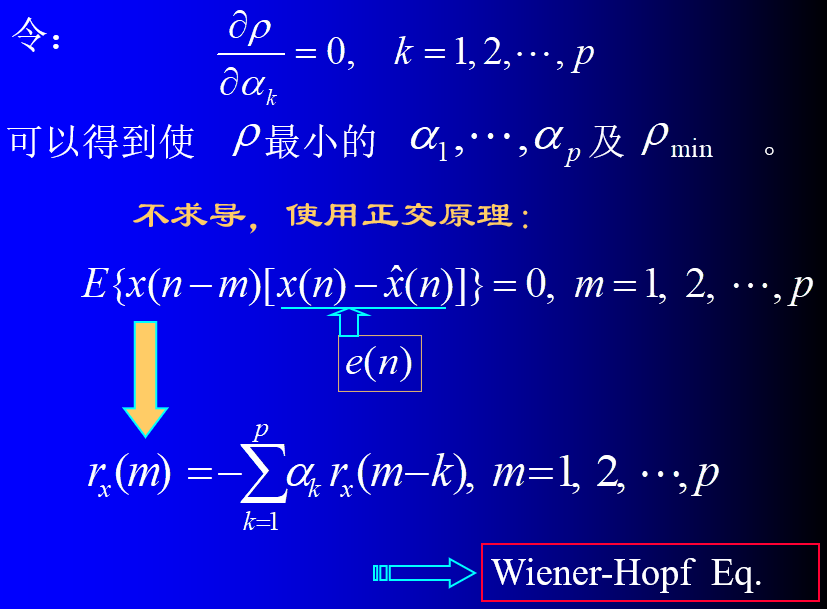 令： ∂ρ/∂α_k = 0, k = 1, 2, ⋯, p
可以得到使 ρ 最小的 α_1, ⋯, α_p 及 ρ_min 。
不求导，使用正交原理：
E{x(n−m)[x(n)−x̂(n)]} = 0, m = 1, 2, ⋯, p
e(n)
r_x(m) = −∑_{k=1}^{p} α_k r_x(m−k), m=1, 2, ⋯, p
Wiener-Hopf Eq.